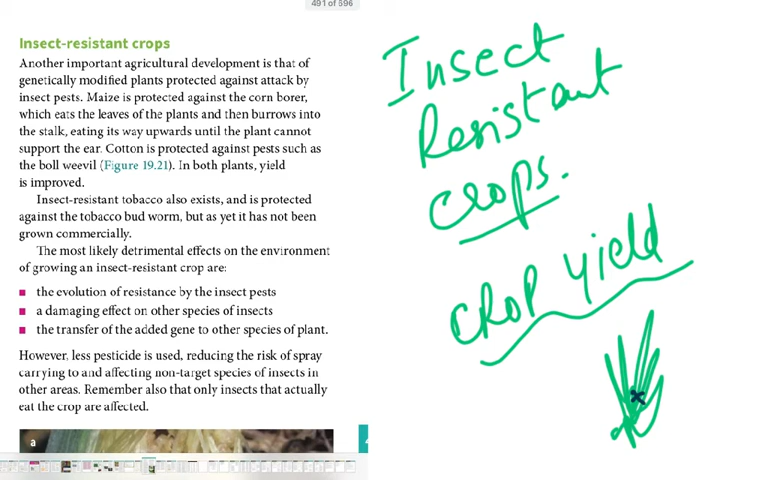 491 of 596
Insect-resistant crops
Another important agricultural development is that of
genetically modified plants protected against attack by
insect pests. Maize is protected against the corn borer,
which eats the leaves of the plants and then burrows into
the stalk, eating its way upwards until the plant cannot
support the ear. Cotton is protected against pests such as
the boll weevil (Figure 19.21). In both plants, yield
is improved.
Insect-resistant tobacco also exists, and is protected
against the tobacco bud worm, but as yet it has not been
grown commercially.
The most likely detrimental effects on the environment
of growing an insect-resistant crop are:
■ the evolution of resistance by the insect pests
■ a damaging effect on other species of insects
■ the transfer of the added gene to other species of plant.
However, less pesticide is used, reducing the risk of spray
carrying to and affecting non-target species of insects in
other areas. Remember also that only insects that actually
eat the crop are affected.
a
Insect
Resistant
crops.
crop yield